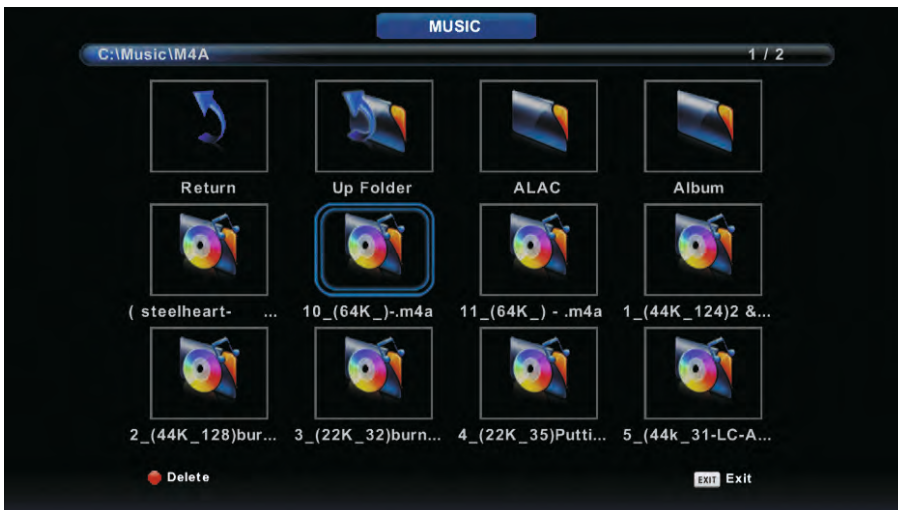 MUSIC
C:\Music\M4A 1 / 2
Return Up Folder ALAC Album
( steelheart- ... 10_(64K_)-.m4a 11_(64K_) - .m4a 1_(44K_124)2 &...
2_(44K_128)bur... 3_(22K_32)burn... 4_(22K_35)Putti... 5_(44k_31-LC-A...
Delete EXIT Exit